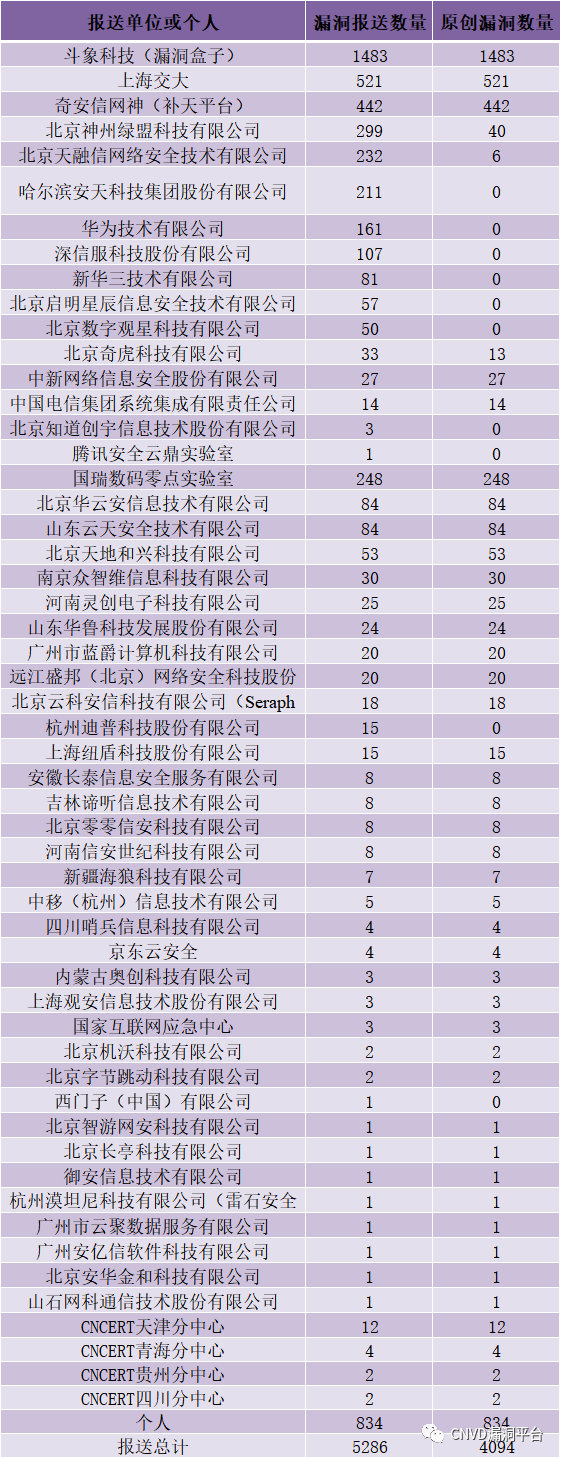 报送单位或个人 漏洞报送数量 原创漏洞数量
斗象科技（漏洞盒子） 1483 1483
上海交大 521 521
奇安信网神（补天平台） 442 442
北京神州绿盟科技有限公司 299 40
北京天融信网络安全技术有限公司 232 6
哈尔滨安天科技集团股份有限公司 211 0
华为技术有限公司 161 0
深信服科技股份有限公司 107 0
新华三技术有限公司 81 0
北京启明星辰信息安全技术有限公司 57 0
北京数字观星科技有限公司 50 0
北京奇虎科技有限公司 33 13
中新网络信息安全股份有限公司 27 27
中国电信集团系统集成有限责任公司 14 14
北京知道创宇信息技术股份有限公司 3 0
腾讯安全云鼎实验室 1 0
国瑞数码零点实验室 248 248
北京华云安信息技术有限公司 84 84
山东云天安全技术有限公司 84 84
北京天地和兴科技有限公司 53 53
南京众智维信息科技有限公司 30 30
河南灵创电子科技有限公司 25 25
山东华鲁科技发展股份有限公司 24 24
广州市蓝爵计算机科技有限公司 20 20
远江盛邦（北京）网络安全科技股份 20 20
北京云科安信科技有限公司（Seraph 18 18
杭州迪普科技股份有限公司 15 0
上海纽盾科技股份有限公司 15 15
安徽长泰信息安全服务有限公司 8 8
吉林谛听信息技术有限公司 8 8
北京零零信安科技有限公司 8 8
河南信安世纪科技有限公司 8 8
新疆海狼科技有限公司 7 7
中移（杭州）信息技术有限公司 5 5
四川哨兵信息科技有限公司 4 4
京东云安全 4 4
内蒙古奥创科技有限公司 3 3
上海观安信息技术股份有限公司 3 3
国家互联网应急中心 3 3
北京机沃科技有限公司 2 2
北京字节跳动科技有限公司 2 2
西门子（中国）有限公司 1 0
北京智游网安科技有限公司 1 1
北京长亭科技有限公司 1 1
御安信息技术有限公司 1 1
杭州漠坦尼科技有限公司（雷石安全 1 1
广州市云聚数据服务有限公司 1 1
广州安亿信软件科技有限公司 1 1
北京安华金和科技有限公司 1 1
山石网科通信技术股份有限公司 1 1
CNCERT天津分中心 12 12
CNCERT青海分中心 4 4
CNCERT贵州分中心 2 2
CNCERT四川分中心 2 2
个人 834 834
报送总计 5286 4094
CNVD漏洞平台